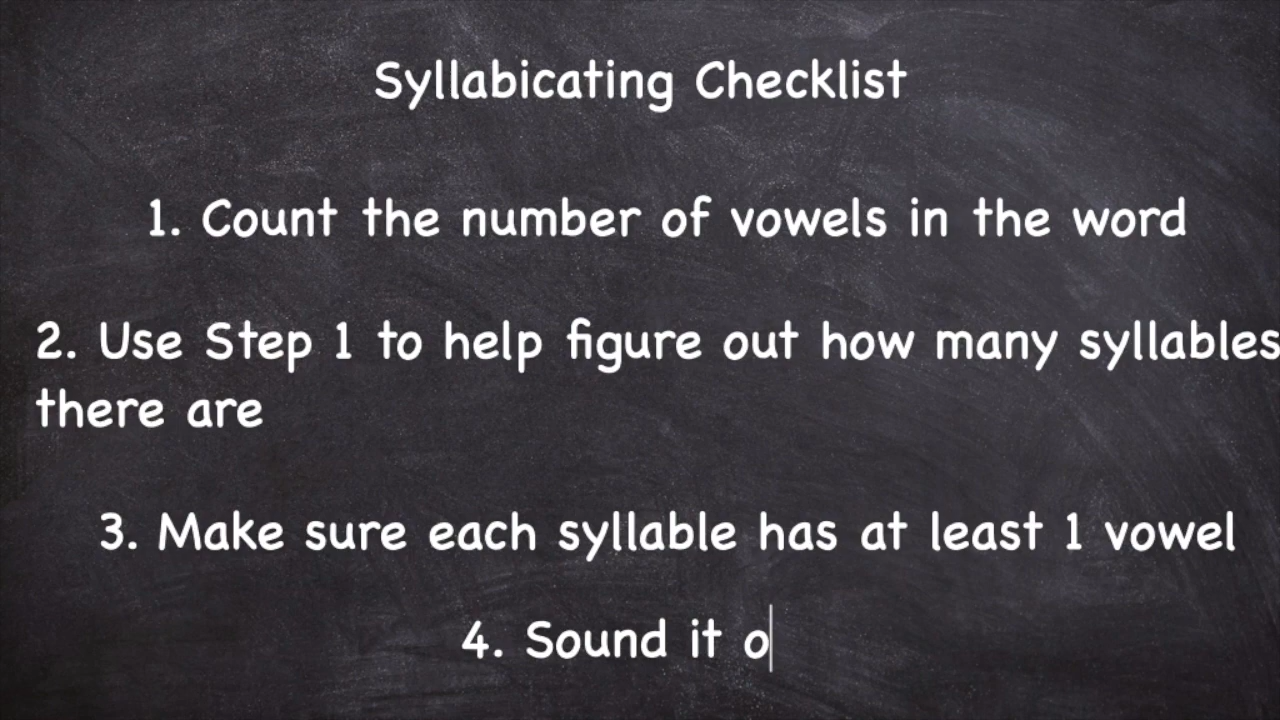 Syllabicating Checklist
1. Count the number of vowels in the word
2. Use Step 1 to help figure out how many syllables
there are
3. Make sure each syllable has at least 1 vowel
4. Sound it o